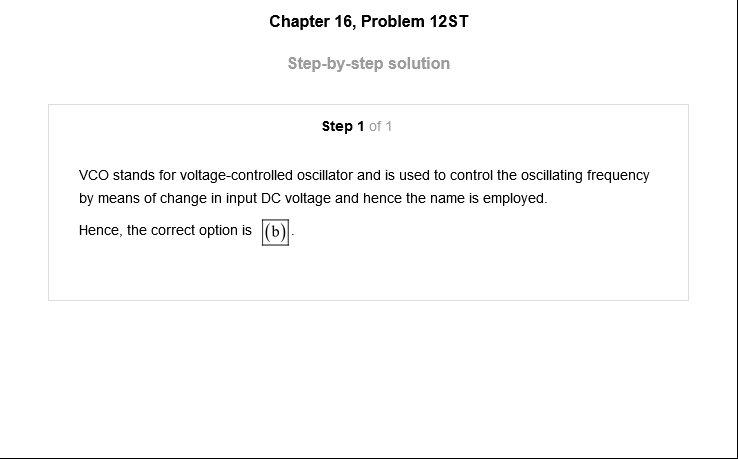 Chapter 16, Problem 12ST
Step-by-step solution
Step 1 of 1
VCO stands for voltage-controlled oscillator and is used to control the oscillating frequency
by means of change in input DC voltage and hence the name is employed.
Hence, the correct option is (b).